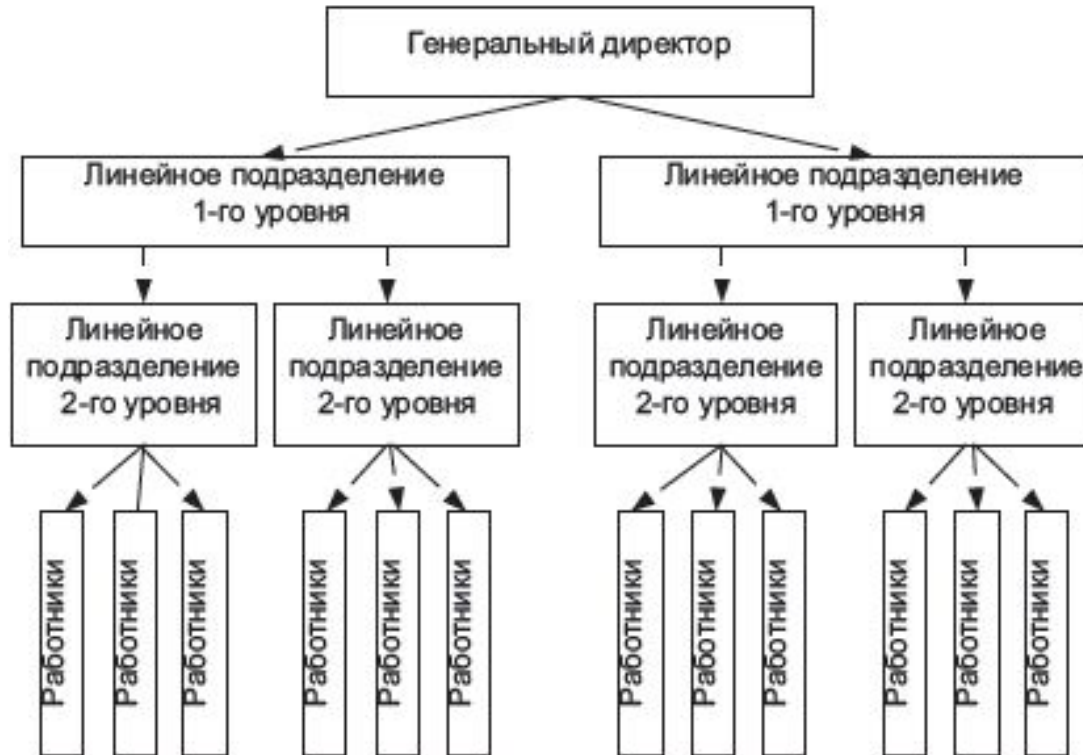 Генеральный директор
Линейное подразделение
1-го уровня
Линейное подразделение
1-го уровня
Линейное
подразделение
2-го уровня
Линейное
подразделение
2-го уровня
Линейное
подразделение
2-го уровня
Линейное
подразделение
2-го уровня
Работники
Работники
Работники
Работники
Работники
Работники
Работники
Работники
Работники
Работники
Работники
Работники